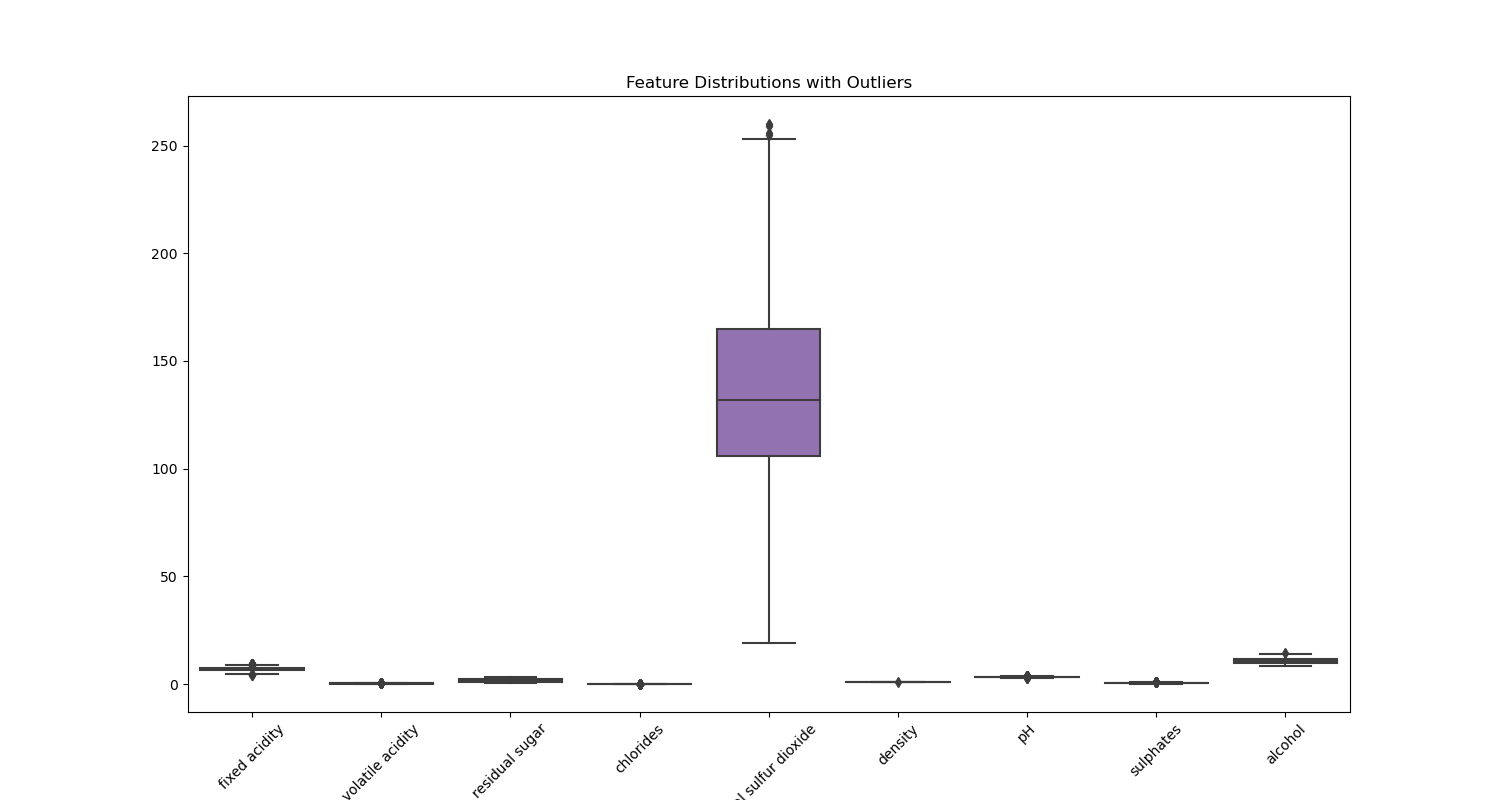 Feature Distributions with Outliers
250
200
150
100
50
0
fixed acidity
volatile acidity
residual sugar
chlorides
sulfur dioxide
density
pH
sulphates
alcohol